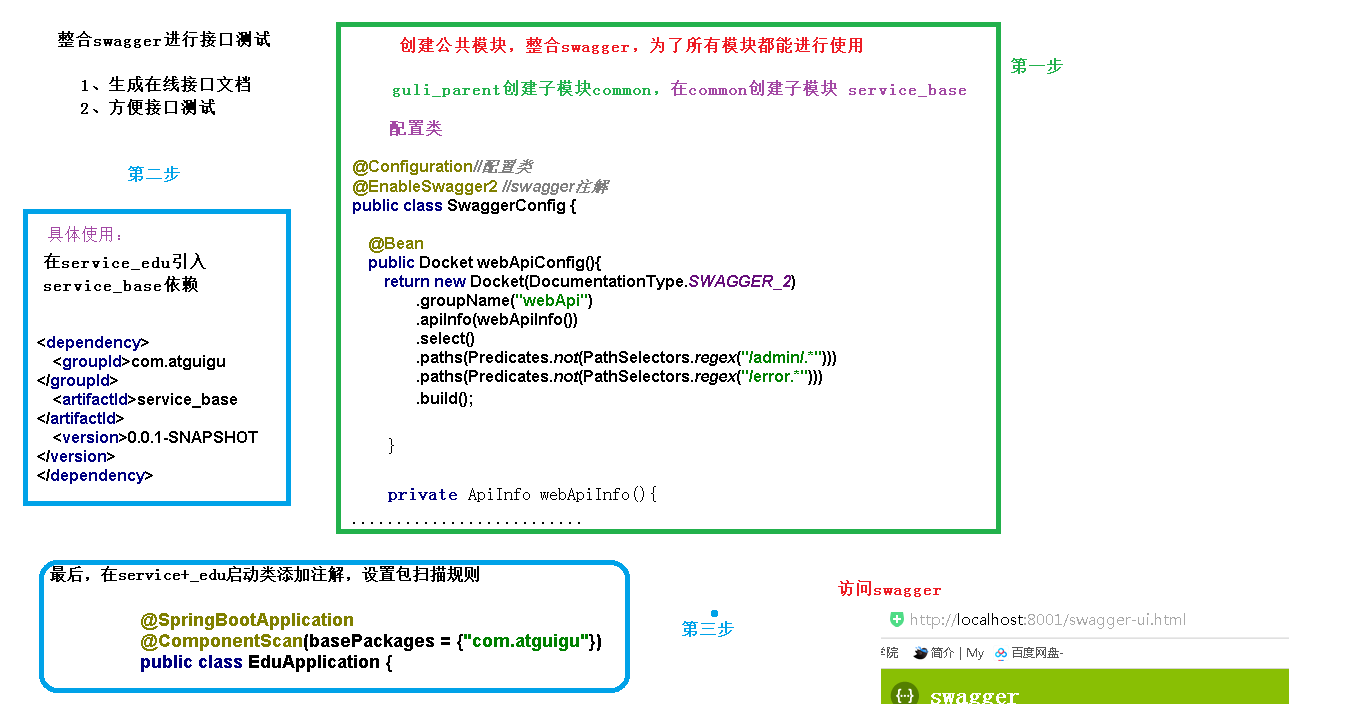 整合swagger进行接口测试
1、生成在线接口文档
2、方便接口测试
创建公共模块，整合swagger，为了所有模块都能进行使用
第一步
guli_parent创建子模块common，在common创建子模块 service_base
配置类
@Configuration//配置类
@EnableSwagger2 //swagger注解
public class SwaggerConfig {
@Bean
public Docket webApiConfig(){
return new Docket(DocumentationType.SWAGGER_2)
.groupName("webApi")
.apiInfo(webApiInfo())
.select()
.paths(Predicates.not(PathSelectors.regex("/admin/.*")))
.paths(Predicates.not(PathSelectors.regex("/error.*")))
.build();
}
private ApiInfo webApiInfo(){
..........................
第二步
具体使用：
在service_edu引入
service_base依赖
<dependency>
<groupId>com.atguigu
</groupId>
<artifactId>service_base
</artifactId>
<version>0.0.1-SNAPSHOT
</version>
</dependency>
最后，在service+_edu启动类添加注解，设置包扫描规则
@SpringBootApplication
@ComponentScan(basePackages = {"com.atguigu"})
public class EduApplication {
第三步
访问swagger
http://localhost:8001/swagger-ui.html
学院 简介 | My 百度网盘-
{···} swagger